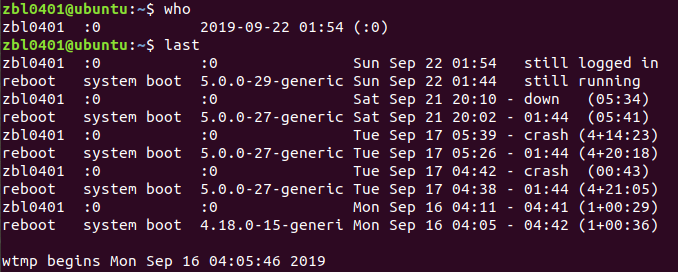 zbl0401@ubuntu:~$ who
zbl0401  :0           2019-09-22 01:54 (:0)
zbl0401@ubuntu:~$ last
zbl0401  :0           :0               Sun Sep 22 01:54   still logged in
reboot   system boot  5.0.0-29-generic Sun Sep 22 01:44   still running
zbl0401  :0           :0               Sat Sep 21 20:10 - down   (05:34)
reboot   system boot  5.0.0-27-generic Sat Sep 21 20:02 - 01:44  (05:41)
zbl0401  :0           :0               Tue Sep 17 05:39 - crash (4+14:23)
reboot   system boot  5.0.0-27-generic Tue Sep 17 05:26 - 01:44 (4+20:18)
zbl0401  :0           :0               Tue Sep 17 04:42 - crash  (00:43)
reboot   system boot  5.0.0-27-generic Tue Sep 17 04:38 - 01:44 (4+21:05)
zbl0401  :0           :0               Mon Sep 16 04:11 - 04:41 (1+00:29)
reboot   system boot  4.18.0-15-generi Mon Sep 16 04:05 - 04:42 (1+00:36)
wtmp begins Mon Sep 16 04:05:46 2019